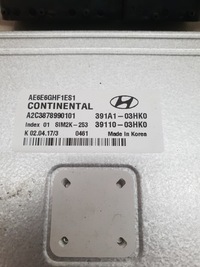 AE6E6GHF1ES1
CONTINENTAL
A2C3878990101 391A1-03HK0
Index 01 SIM2K-253 39110-03HK0
K 02.04.17/3 0461 Made in Korea